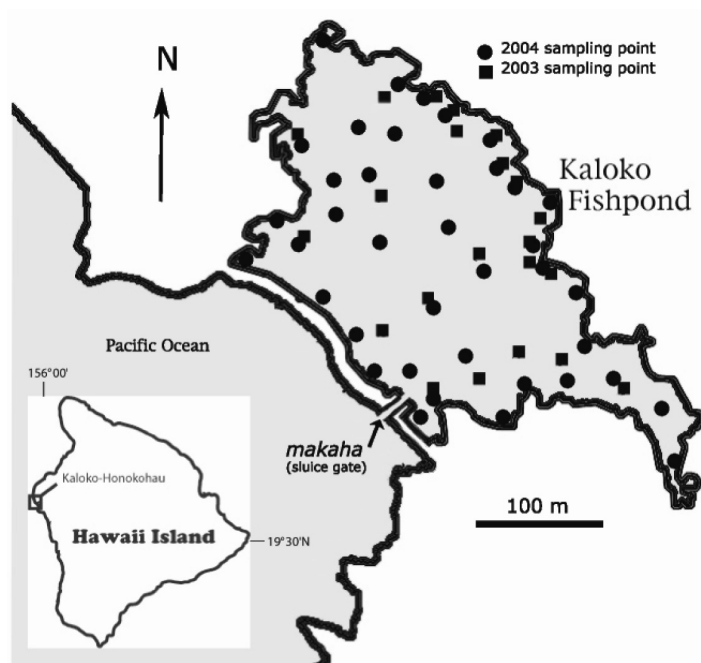 2004 sampling point
2003 sampling point
N
Kaloko
Fishpond
Pacific Ocean
156°00'
makaha
(sluice gate)
Kaloko-Honokohau
100 m
Hawaii Island
19°30'N